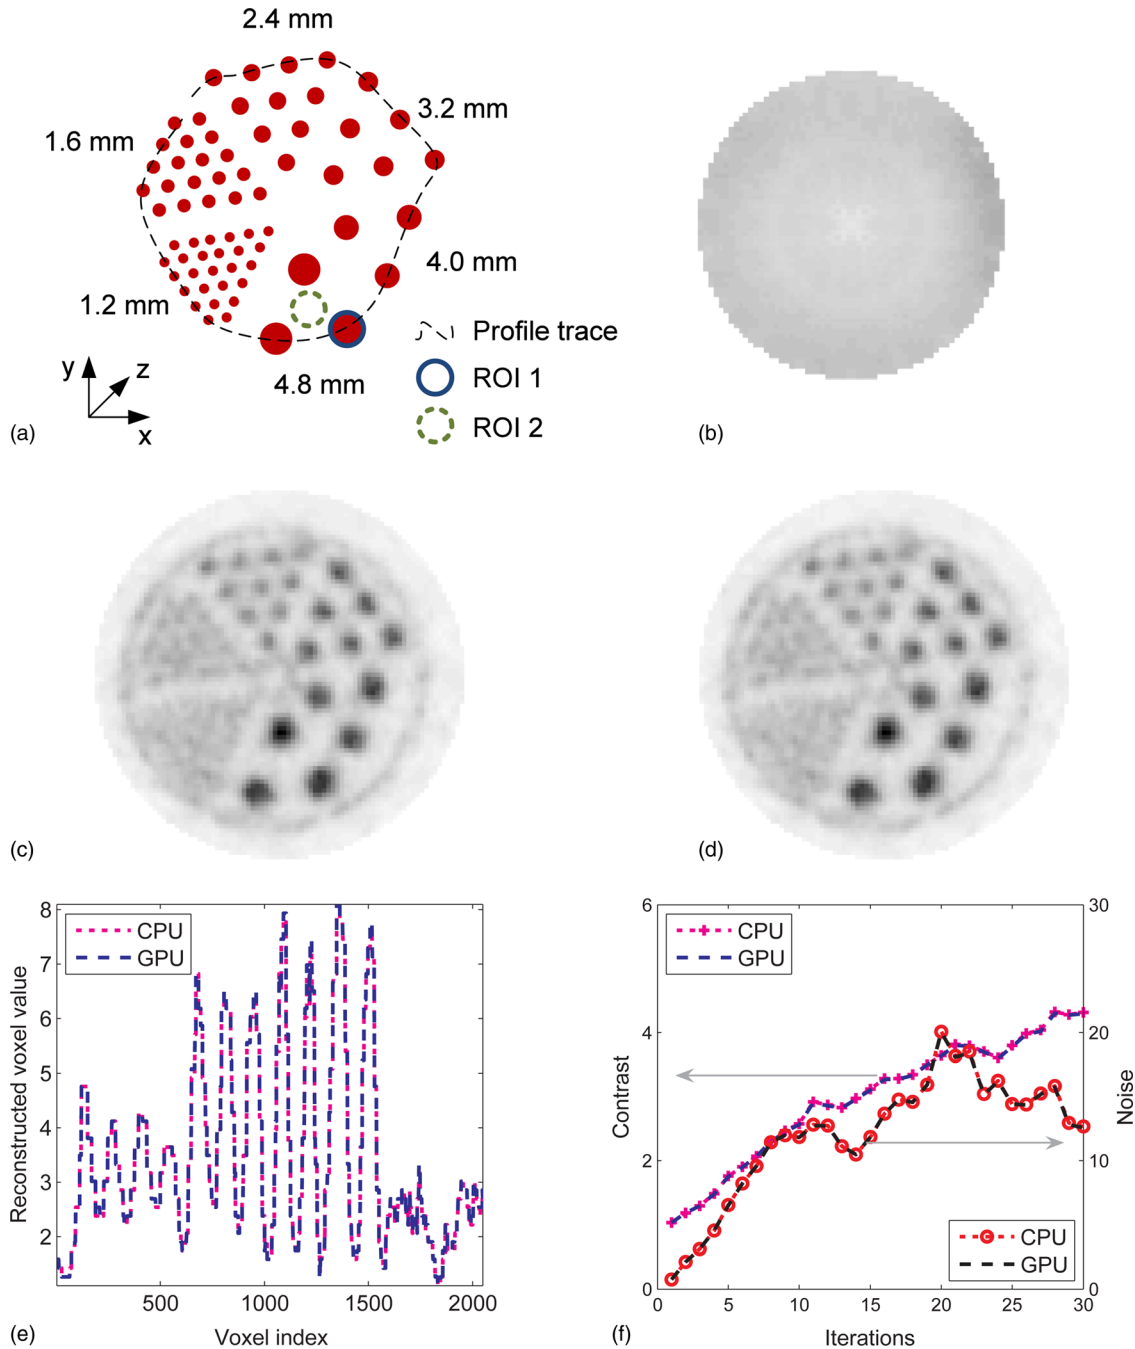 2.4 mm
3.2 mm
1.6 mm
4.0 mm
1.2 mm
4.8 mm
Profile trace
ROI 1
ROI 2
y
z
x
(a)
(b)
(c)
(d)
8
7
6
5
4
3
2
500
1000
1500
2000
Reconstructed voxel value
Voxel index
CPU
GPU
(e)
6
4
2
0
30
20
10
0
0
5
10
15
20
25
30
Contrast
Noise
Iterations
CPU
GPU
CPU
GPU
(f)